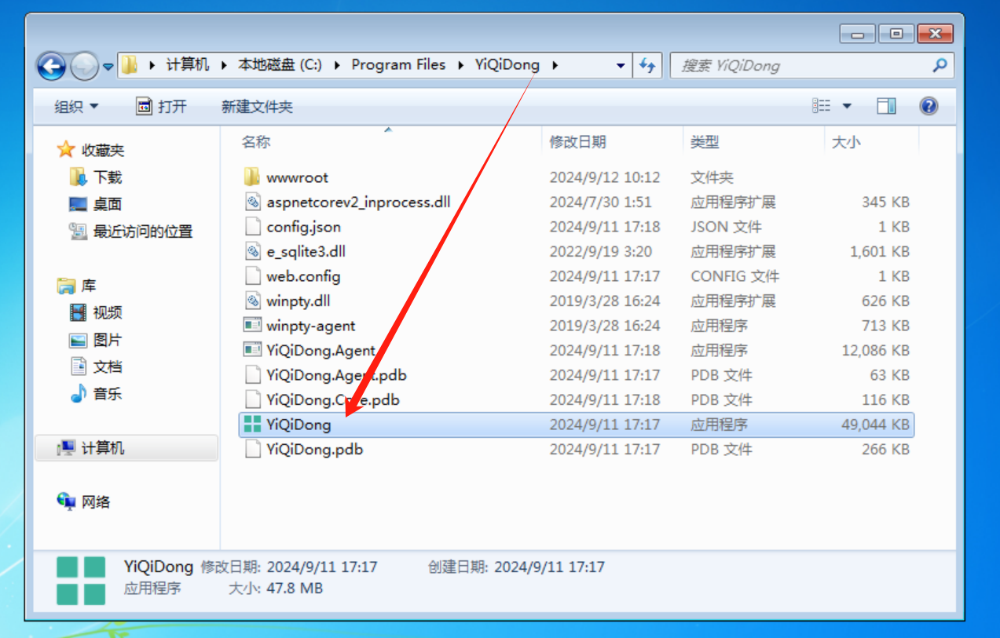 计算机 本地磁盘 (C:) Program Files YiQiDong 搜索 YiQiDong
组织 打开 新建文件夹
名称 修改日期 类型 大小
收藏夹
下载
桌面
最近访问的位置
库
视频
图片
文档
音乐
计算机
网络
wwwroot 2024/9/12 10:12 文件夹
aspnetcorev2_inprocess.dll 2024/7/30 1:51 应用程序扩展 345 KB
config.json 2024/9/11 17:18 JSON 文件 1 KB
e_sqlite3.dll 2022/9/19 3:20 应用程序扩展 1,601 KB
web.config 2024/9/11 17:17 CONFIG 文件 1 KB
winpty.dll 2019/3/28 16:24 应用程序扩展 626 KB
winpty-agent 2019/3/28 16:24 应用程序 713 KB
YiQiDong.Agent 2024/9/11 17:18 应用程序 12,086 KB
YiQiDong.Agent.pdb 2024/9/11 17:17 PDB 文件 63 KB
YiQiDong.Core.pdb 2024/9/11 17:18 PDB 文件 116 KB
YiQiDong 2024/9/11 17:17 应用程序 49,044 KB
YiQiDong.pdb 2024/9/11 17:17 PDB 文件 266 KB
YiQiDong 修改日期: 2024/9/11 17:17 创建日期: 2024/9/11 17:17
应用程序 大小: 47.8 MB